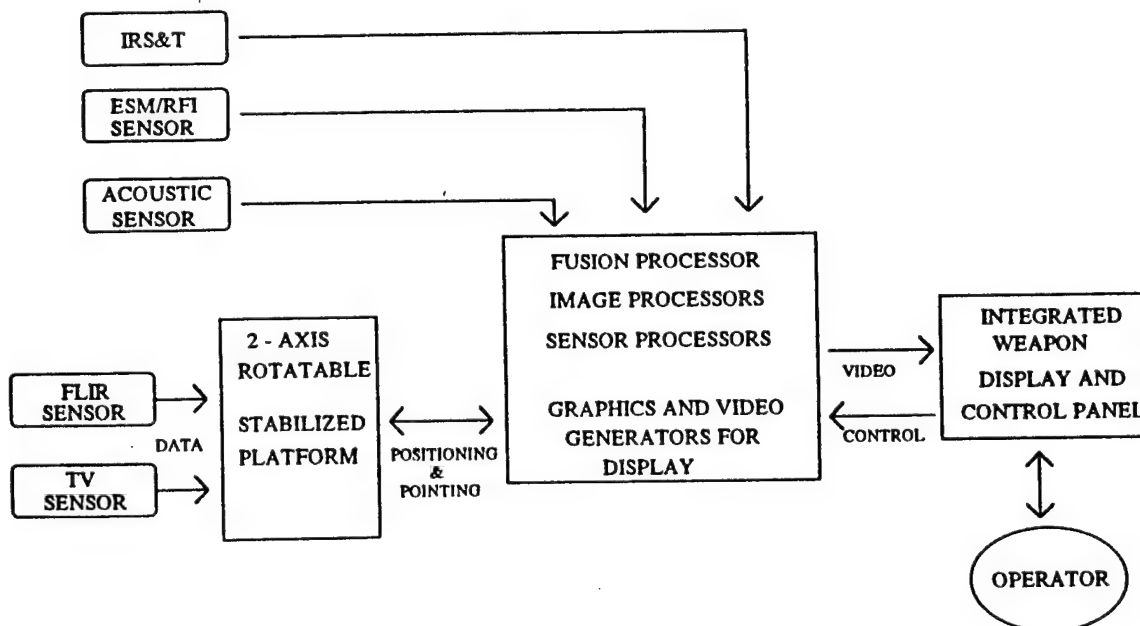 IRS&T
ESM/RFI
SENSOR
ACOUSTIC
SENSOR
FLIR
SENSOR
DATA
TV
SENSOR
2 - AXIS
ROTATABLE
STABILIZED
PLATFORM
POSITIONING
&
POINTING
FUSION PROCESSOR
IMAGE PROCESSORS
SENSOR PROCESSORS
GRAPHICS AND VIDEO
GENERATORS FOR
DISPLAY
VIDEO
CONTROL
INTEGRATED
WEAPON
DISPLAY AND
CONTROL PANEL
OPERATOR